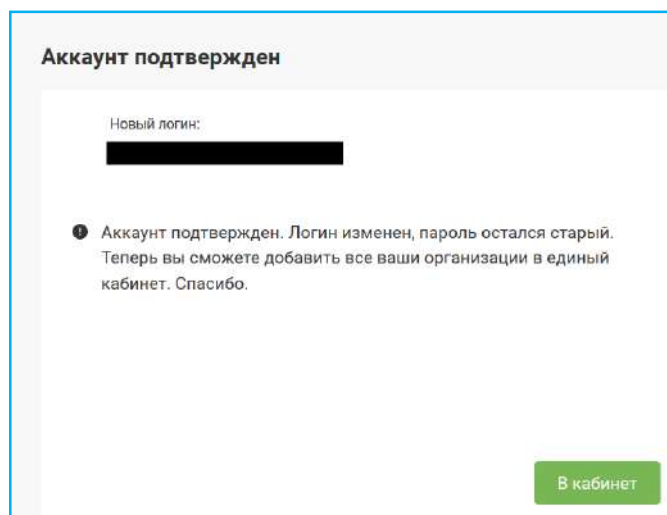 Аккаунт подтвержден
Новый логин:
Аккаунт подтвержден. Логин изменен, пароль остался старый.
Теперь вы сможете добавить все ваши организации в единый
кабинет. Спасибо.
В кабинет